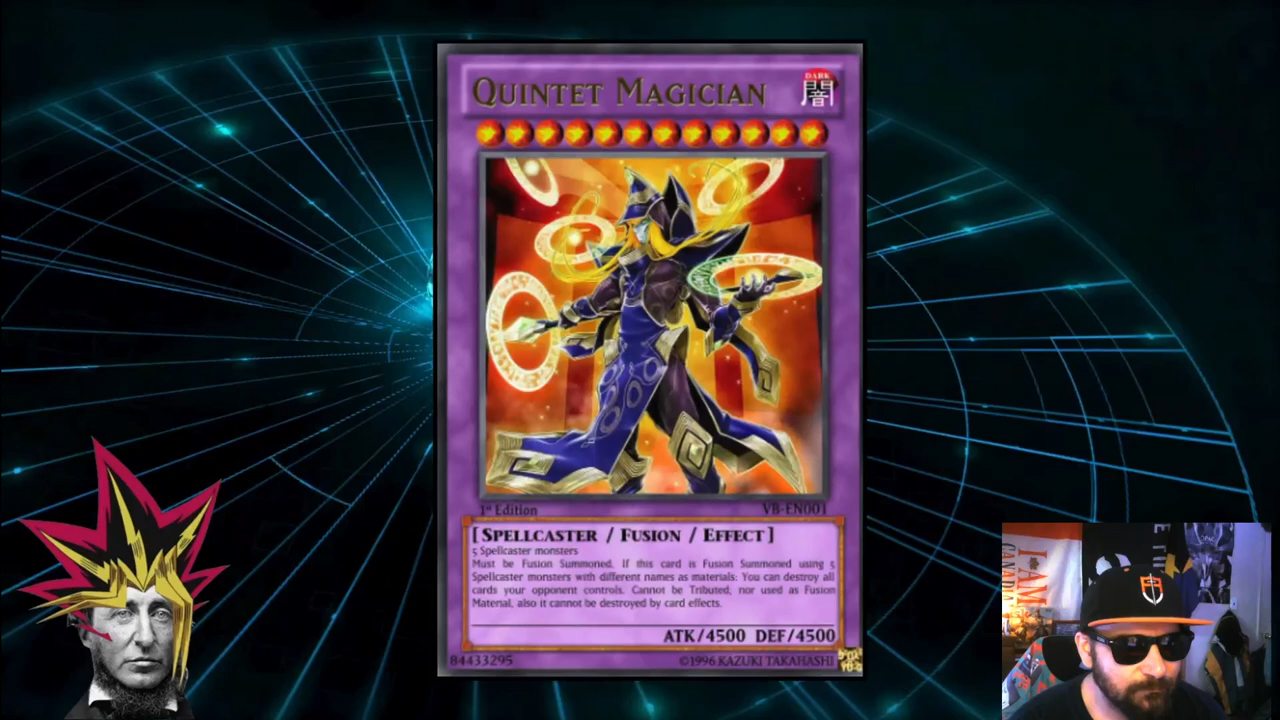 QUINTET MAGICIAN
DARK
闇
1st Edition
VB-EN001
[ SPELLCASTER / FUSION / EFFECT ]
5 Spellcaster monsters
Must be Fusion Summoned. If this card is Fusion Summoned using 5
Spellcaster monsters with different names as materials: You can destroy all
cards your opponent controls. Cannot be Tributed, nor used as Fusion
Material, also it cannot be destroyed by card effects.
ATK/4500 DEF/4500
84433295
©1996 KAZUKI TAKAHASHI
I AM
CANAD